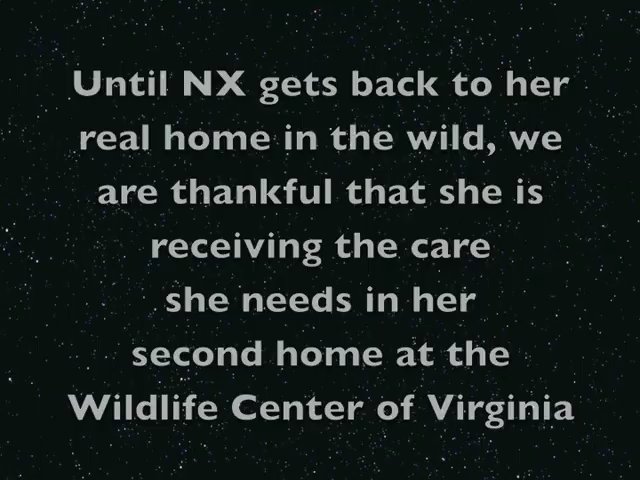 Until NX gets back to her
real home in the wild, we
are thankful that she is
receiving the care
she needs in her
second home at the
Wildlife Center of Virginia